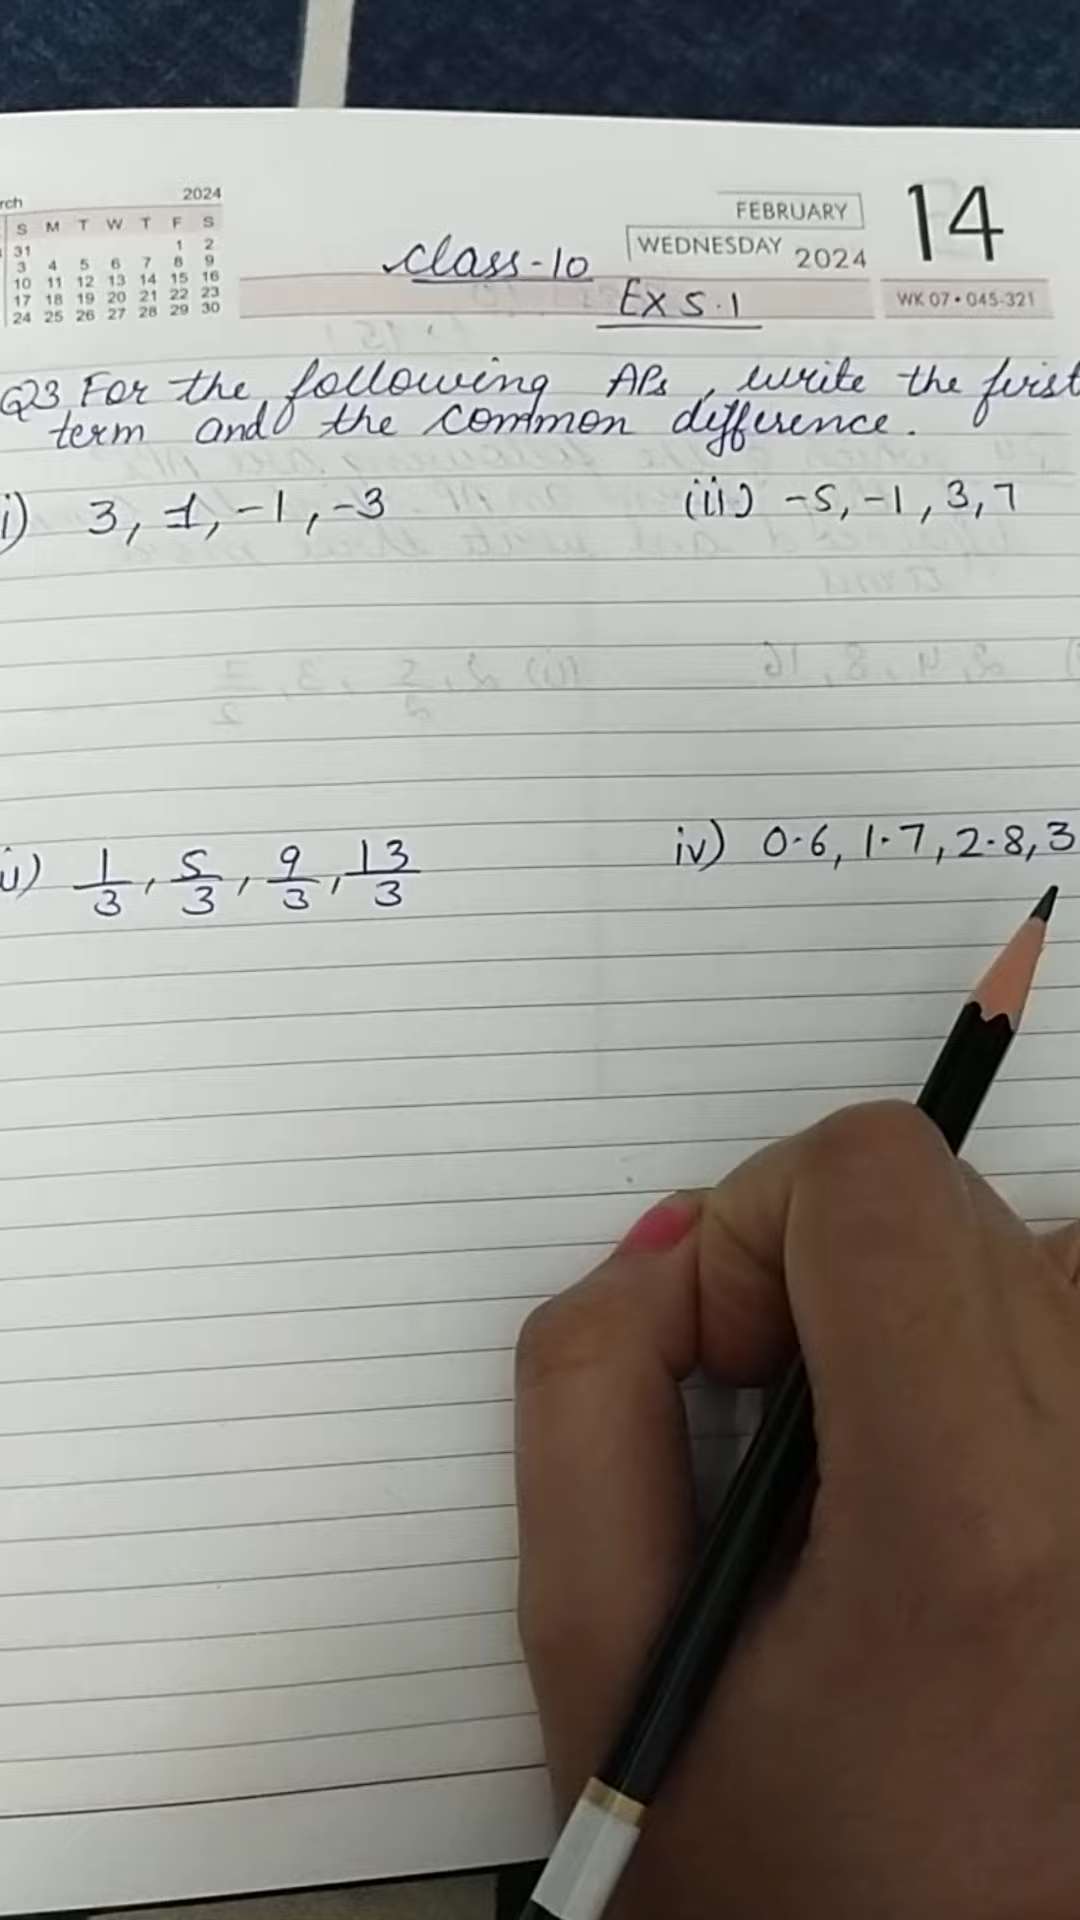 rch 2024
S M T W T F S
31 1 2
3 4 5 6 7 8 9
10 11 12 13 14 15 16
17 18 19 20 21 22 23
24 25 26 27 28 29 30
FEBRUARY
WEDNESDAY 2024
14
WK 07 • 045-321
Class-10
Ex 5.1
Q3 For the following APs, write the first
term and the common difference.
i) 3, 1, -1, -3
(ii) -5, -1, 3, 7
1/3, 5/3, 9/3, 13/3
iv) 0.6, 1.7, 2.8, 3